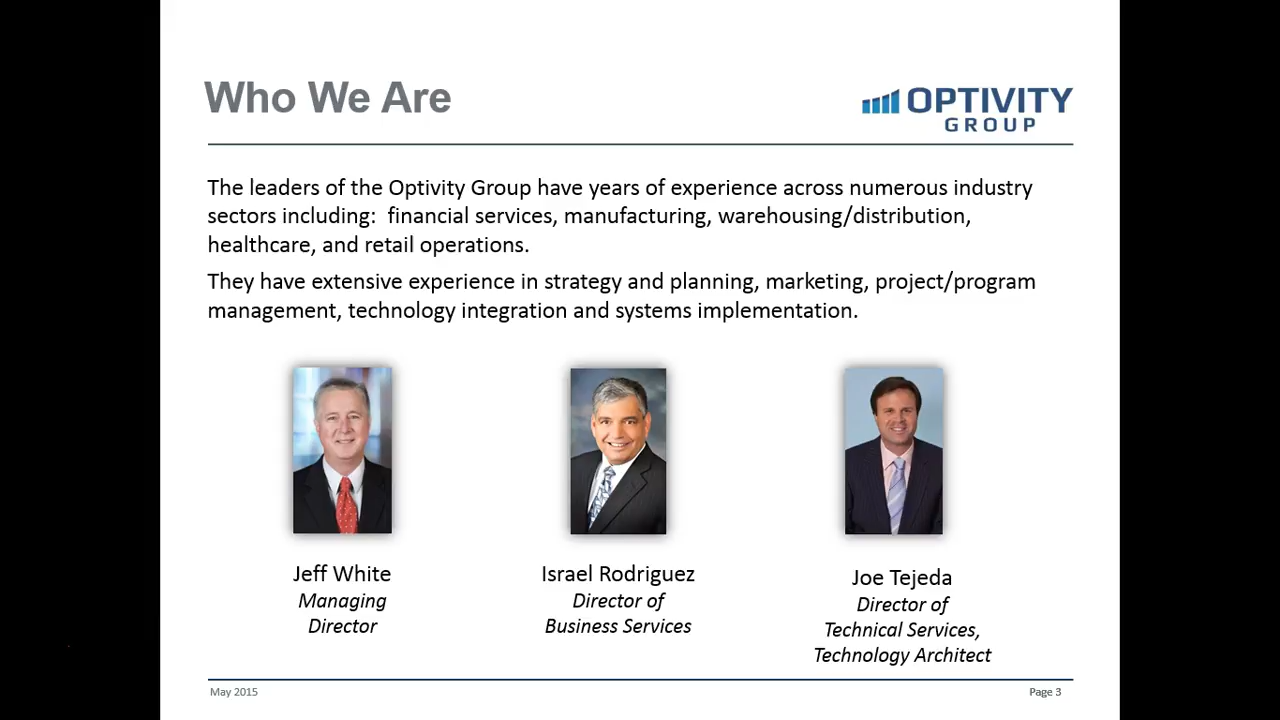 Who We Are
OPTIVITY
GROUP
The leaders of the Optivity Group have years of experience across numerous industry
sectors including:  financial services, manufacturing, warehousing/distribution,
healthcare, and retail operations.
They have extensive experience in strategy and planning, marketing, project/program
management, technology integration and systems implementation.
Jeff White
Managing
Director
Israel Rodriguez
Director of
Business Services
Joe Tejeda
Director of
Technical Services,
Technology Architect
May 2015
Page 3